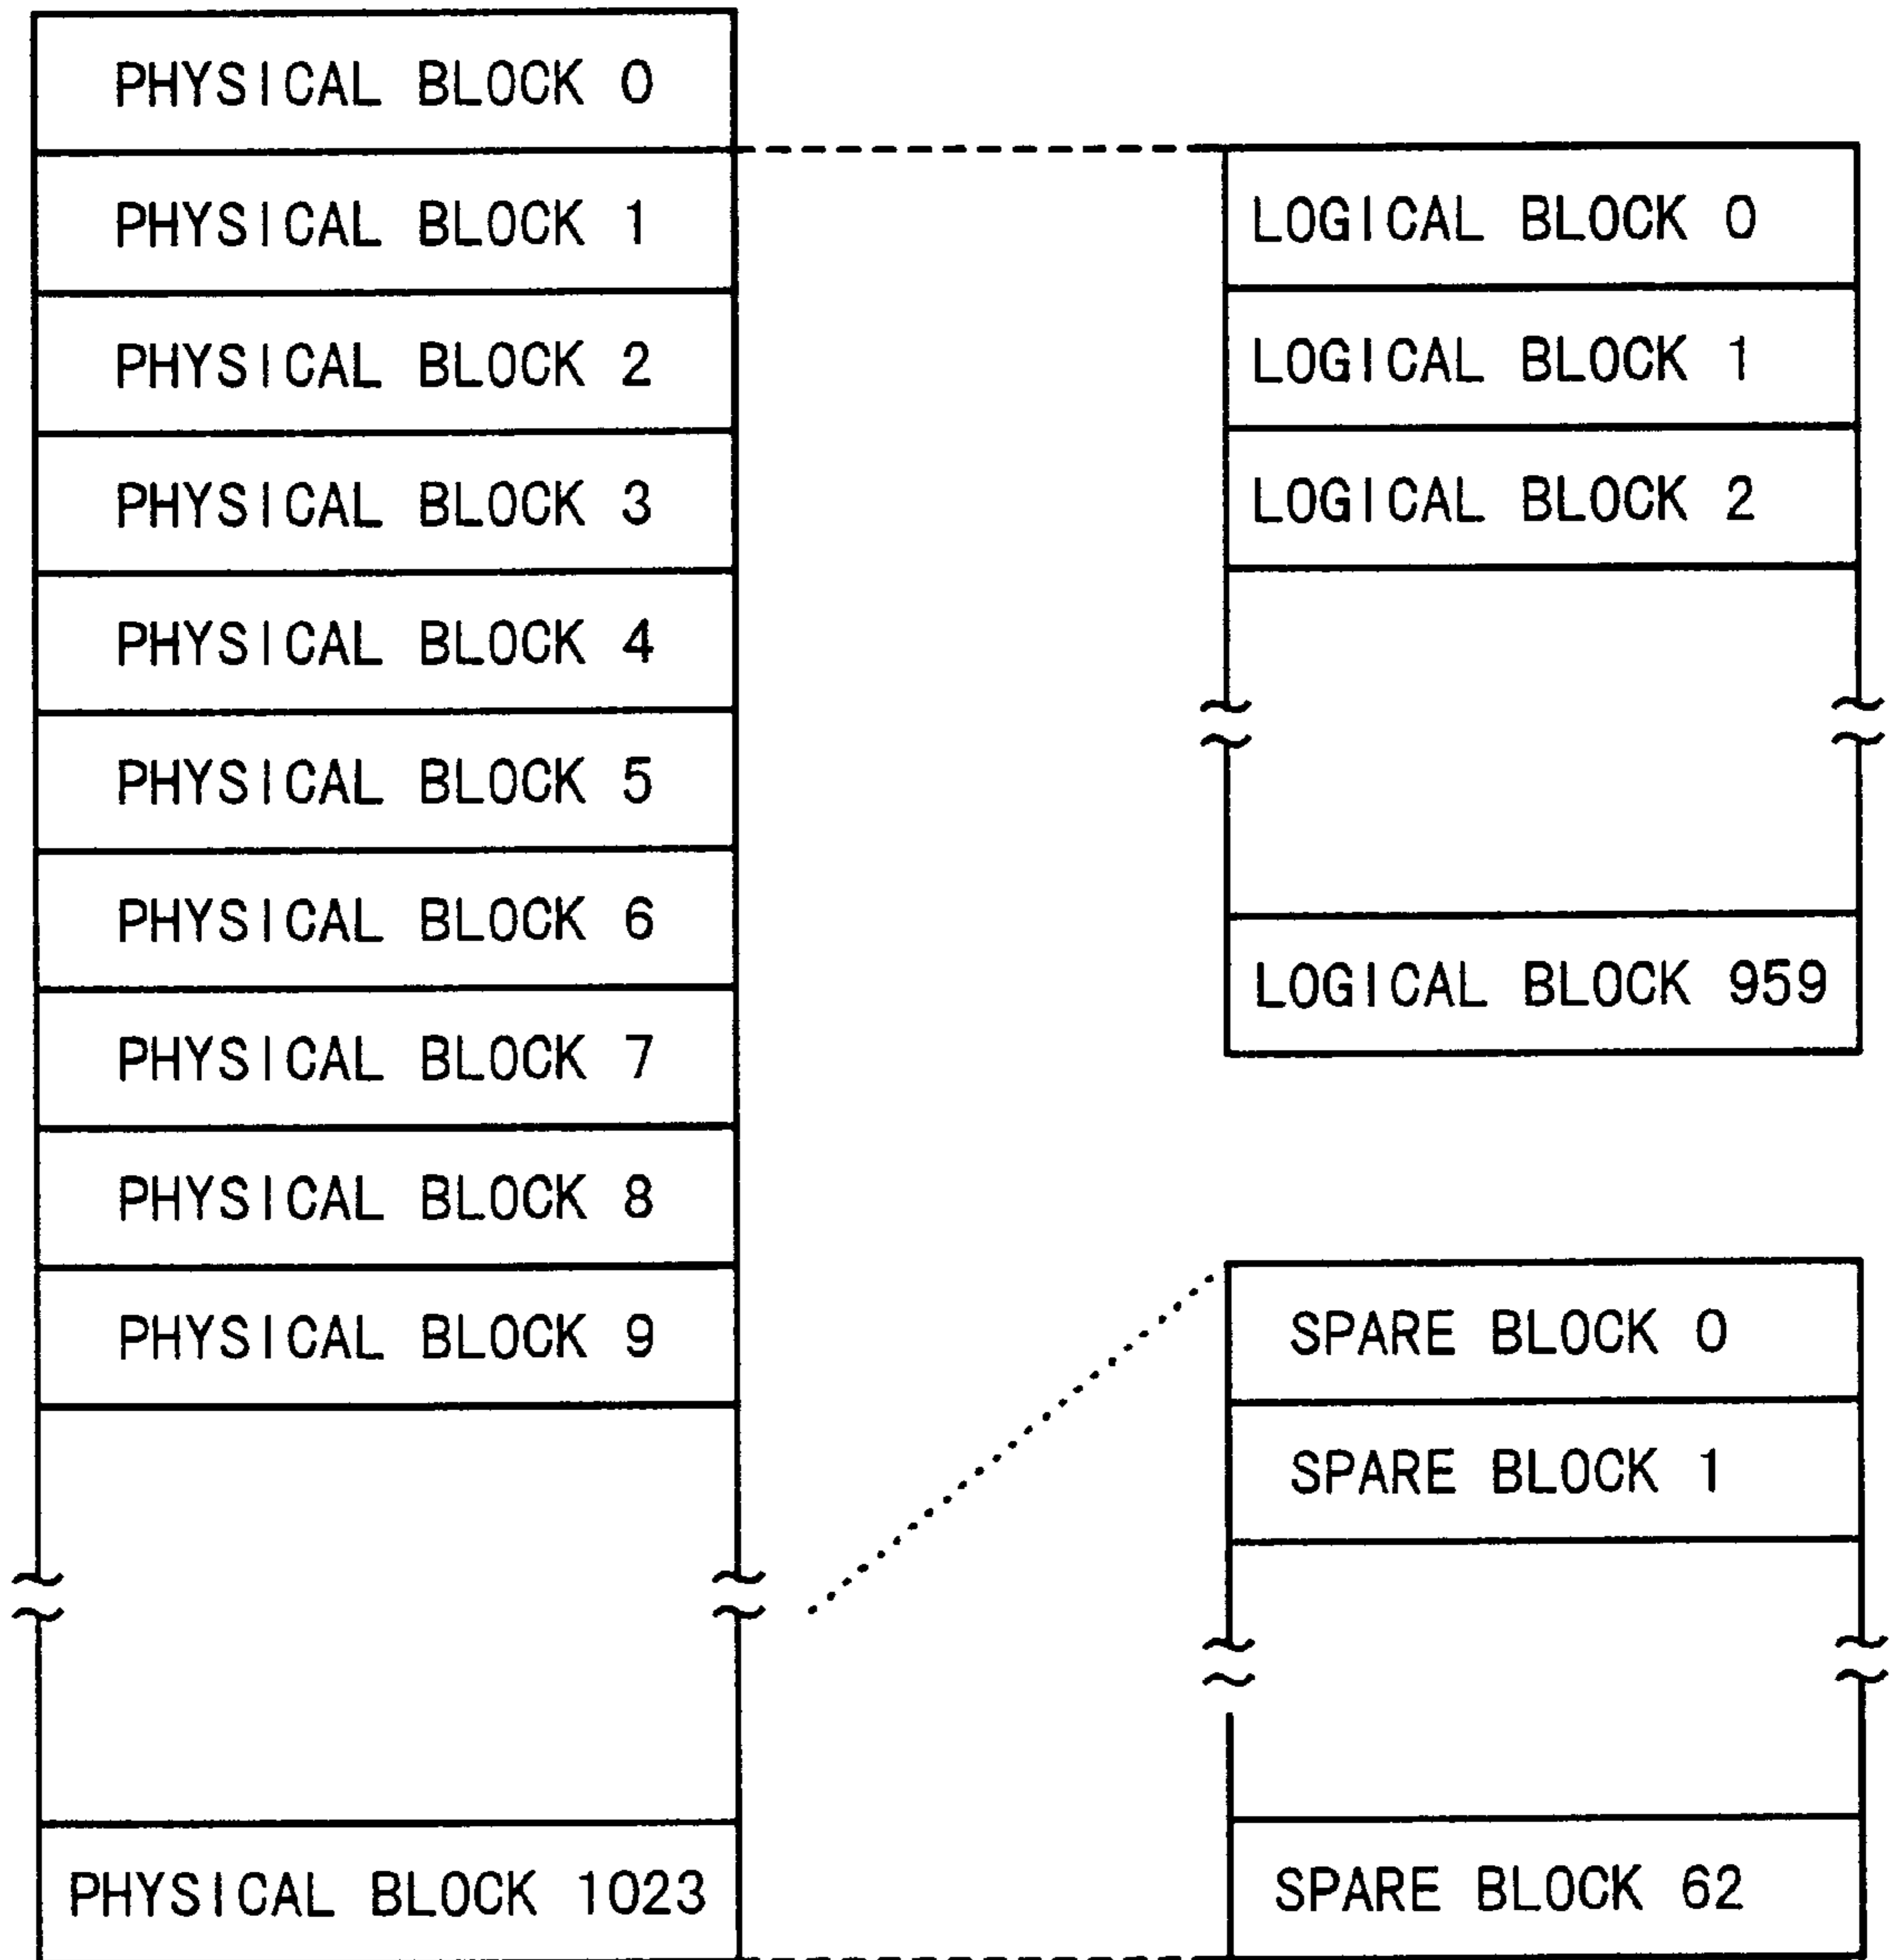 PHYSICAL BLOCK 0
PHYSICAL BLOCK 1
PHYSICAL BLOCK 2
PHYSICAL BLOCK 3
PHYSICAL BLOCK 4
PHYSICAL BLOCK 5
PHYSICAL BLOCK 6
PHYSICAL BLOCK 7
PHYSICAL BLOCK 8
PHYSICAL BLOCK 9
PHYSICAL BLOCK 1023
LOGICAL BLOCK 0
LOGICAL BLOCK 1
LOGICAL BLOCK 2
LOGICAL BLOCK 959
SPARE BLOCK 0
SPARE BLOCK 1
SPARE BLOCK 62